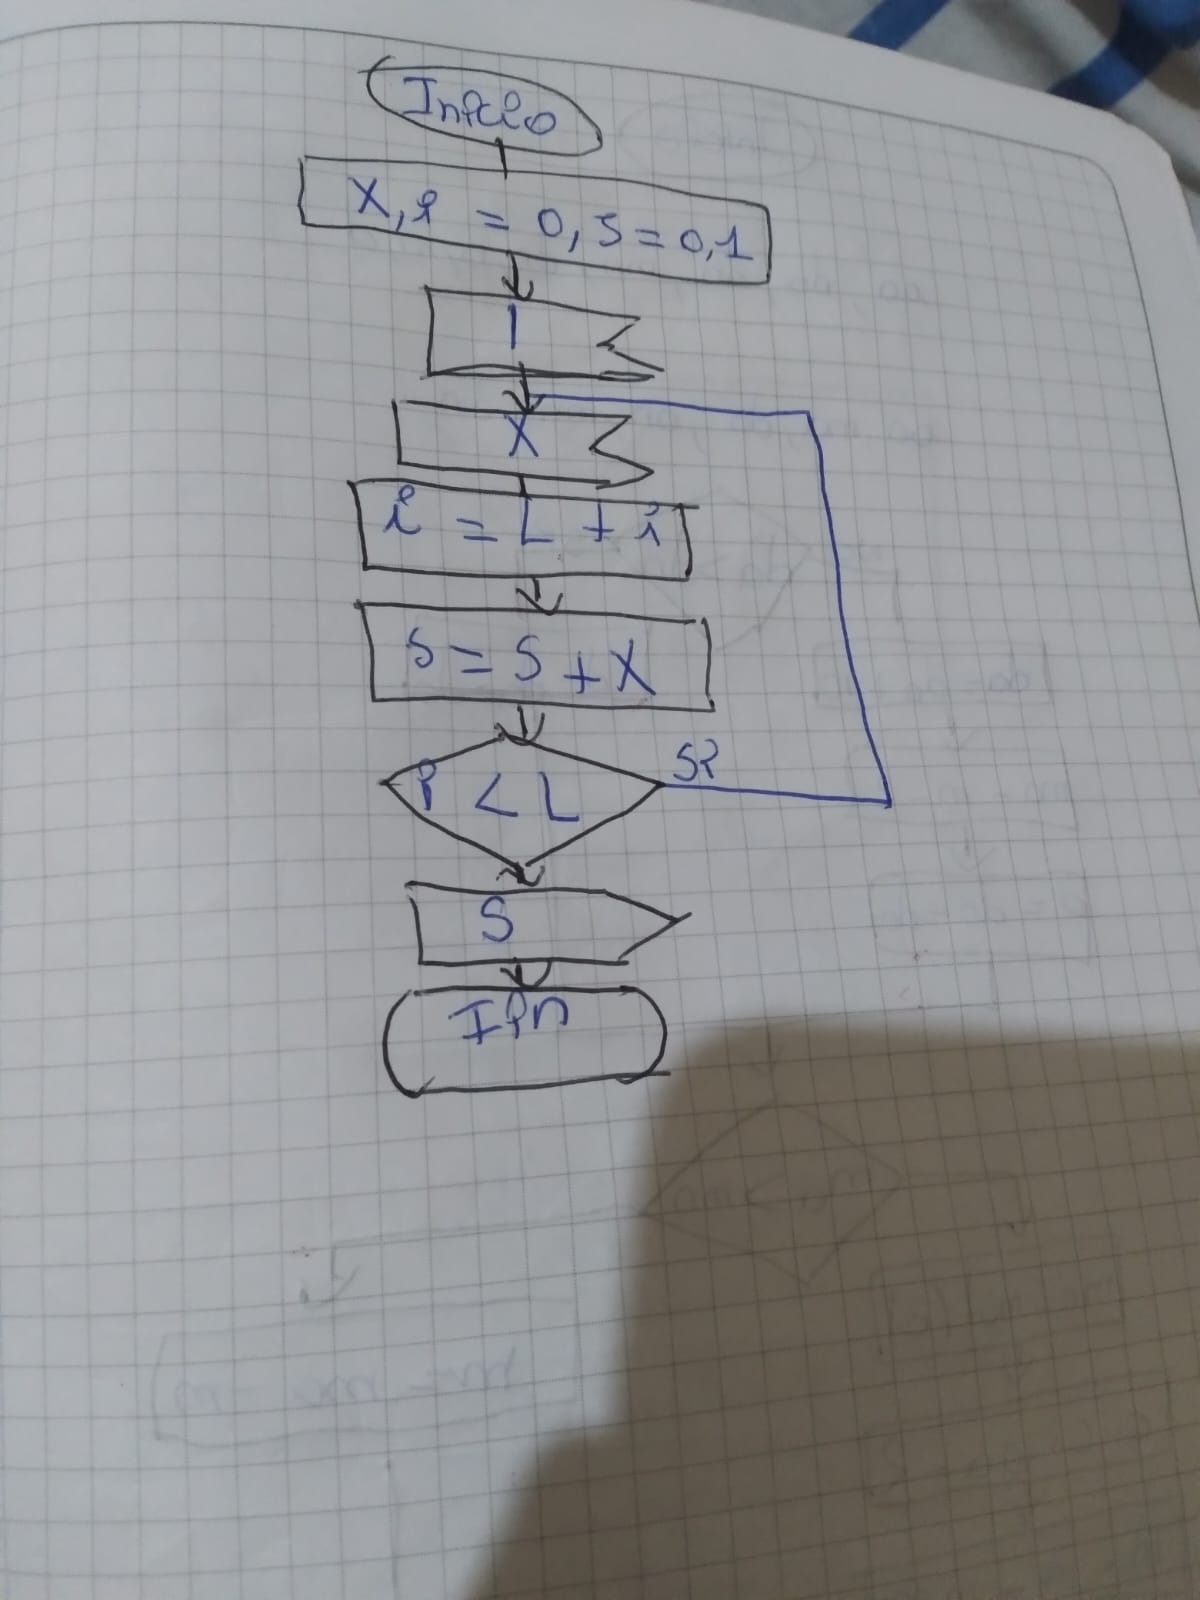 Inicio
X, i = 0, S = 0, 1
l
X
i = L + i
S = S + X
i < L
Si
S
Fin